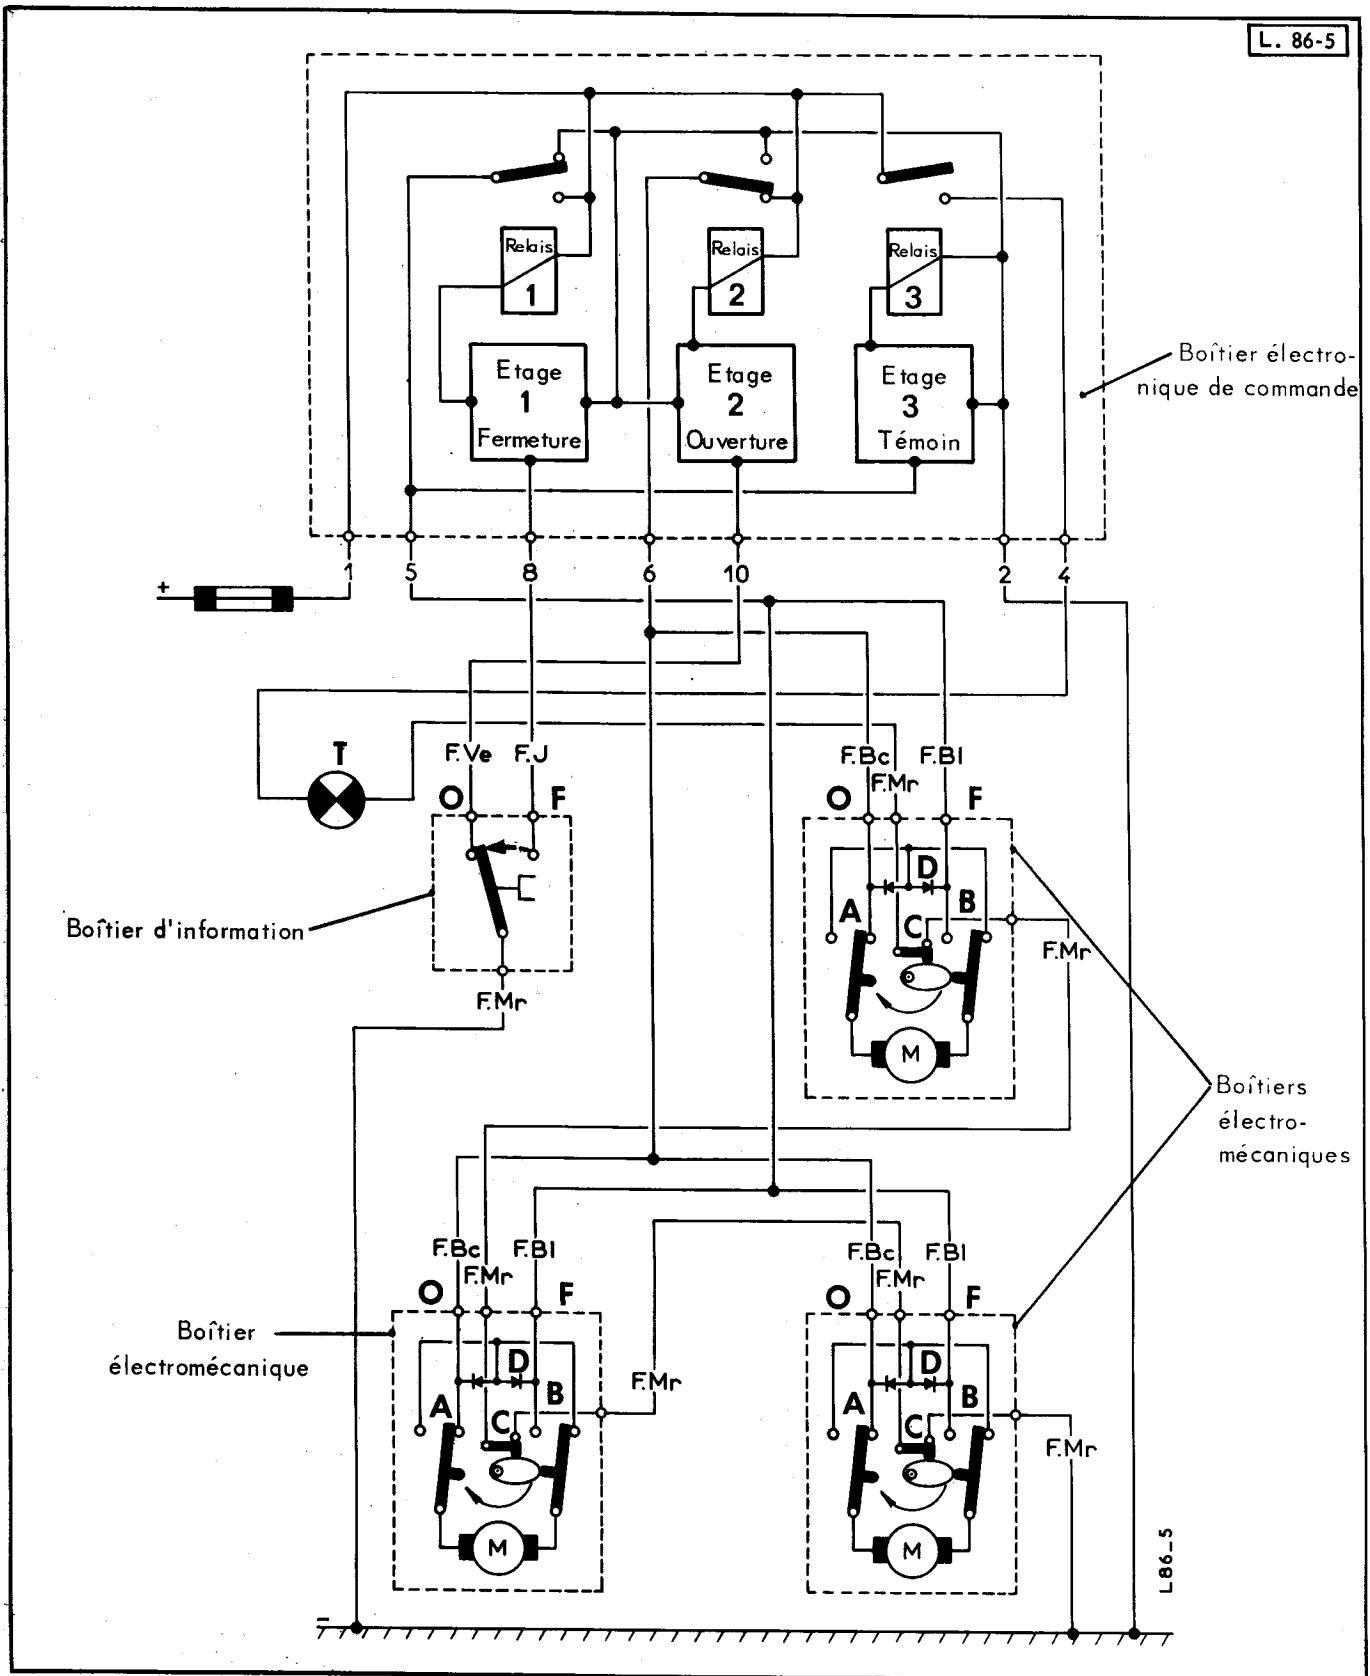 L. 86-5
Relais
1
Relais
2
Relais
3
Etage
1
Fermeture
Etage
2
Ouverture
Etage
3
Témoin
Boîtier électro-
nique de commande
1 5 8 6 10 2 4
+
T
F.Ve F.J
O F
F.Bc F.Bl
F.Mr
O F
D
A B
C
F.Mr
M
Boîtier d'information
F.Mr
Boîtiers
électro-
mécaniques
F.Bc F.Bl
F.Mr
O F
D
A B
C
F.Mr
M
Boîtier
électromécanique
F.Bc F.Bl
F.Mr
O F
D
A B
C
F.Mr
M
L86_5
−